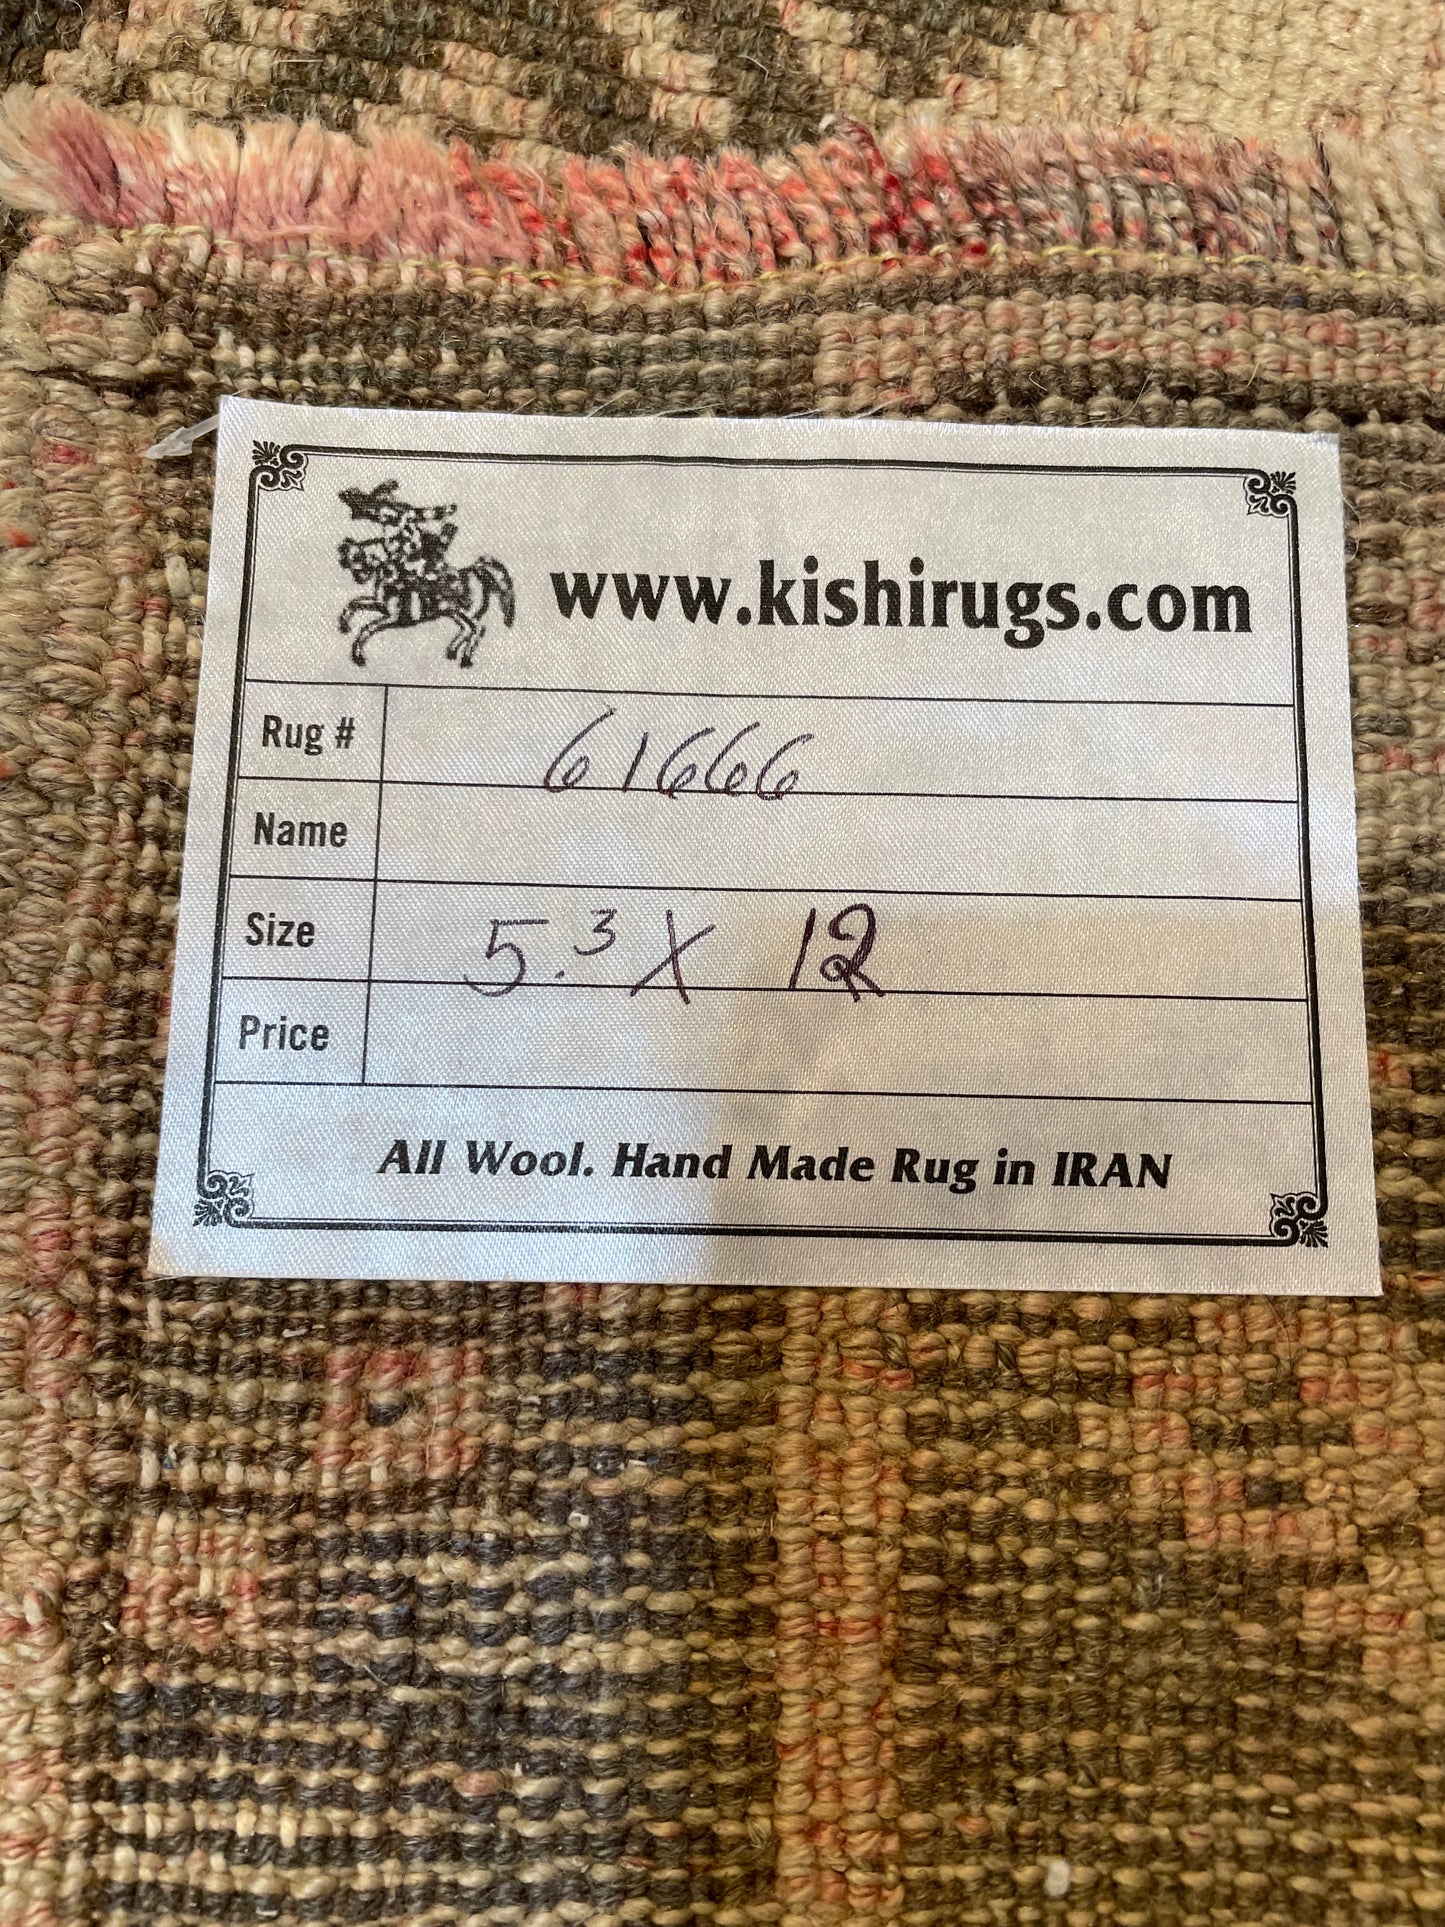 www.kishirugs.com
Rug # 61666
Name
Size 5.3 X 12
Price
All Wool. Hand Made Rug in IRAN